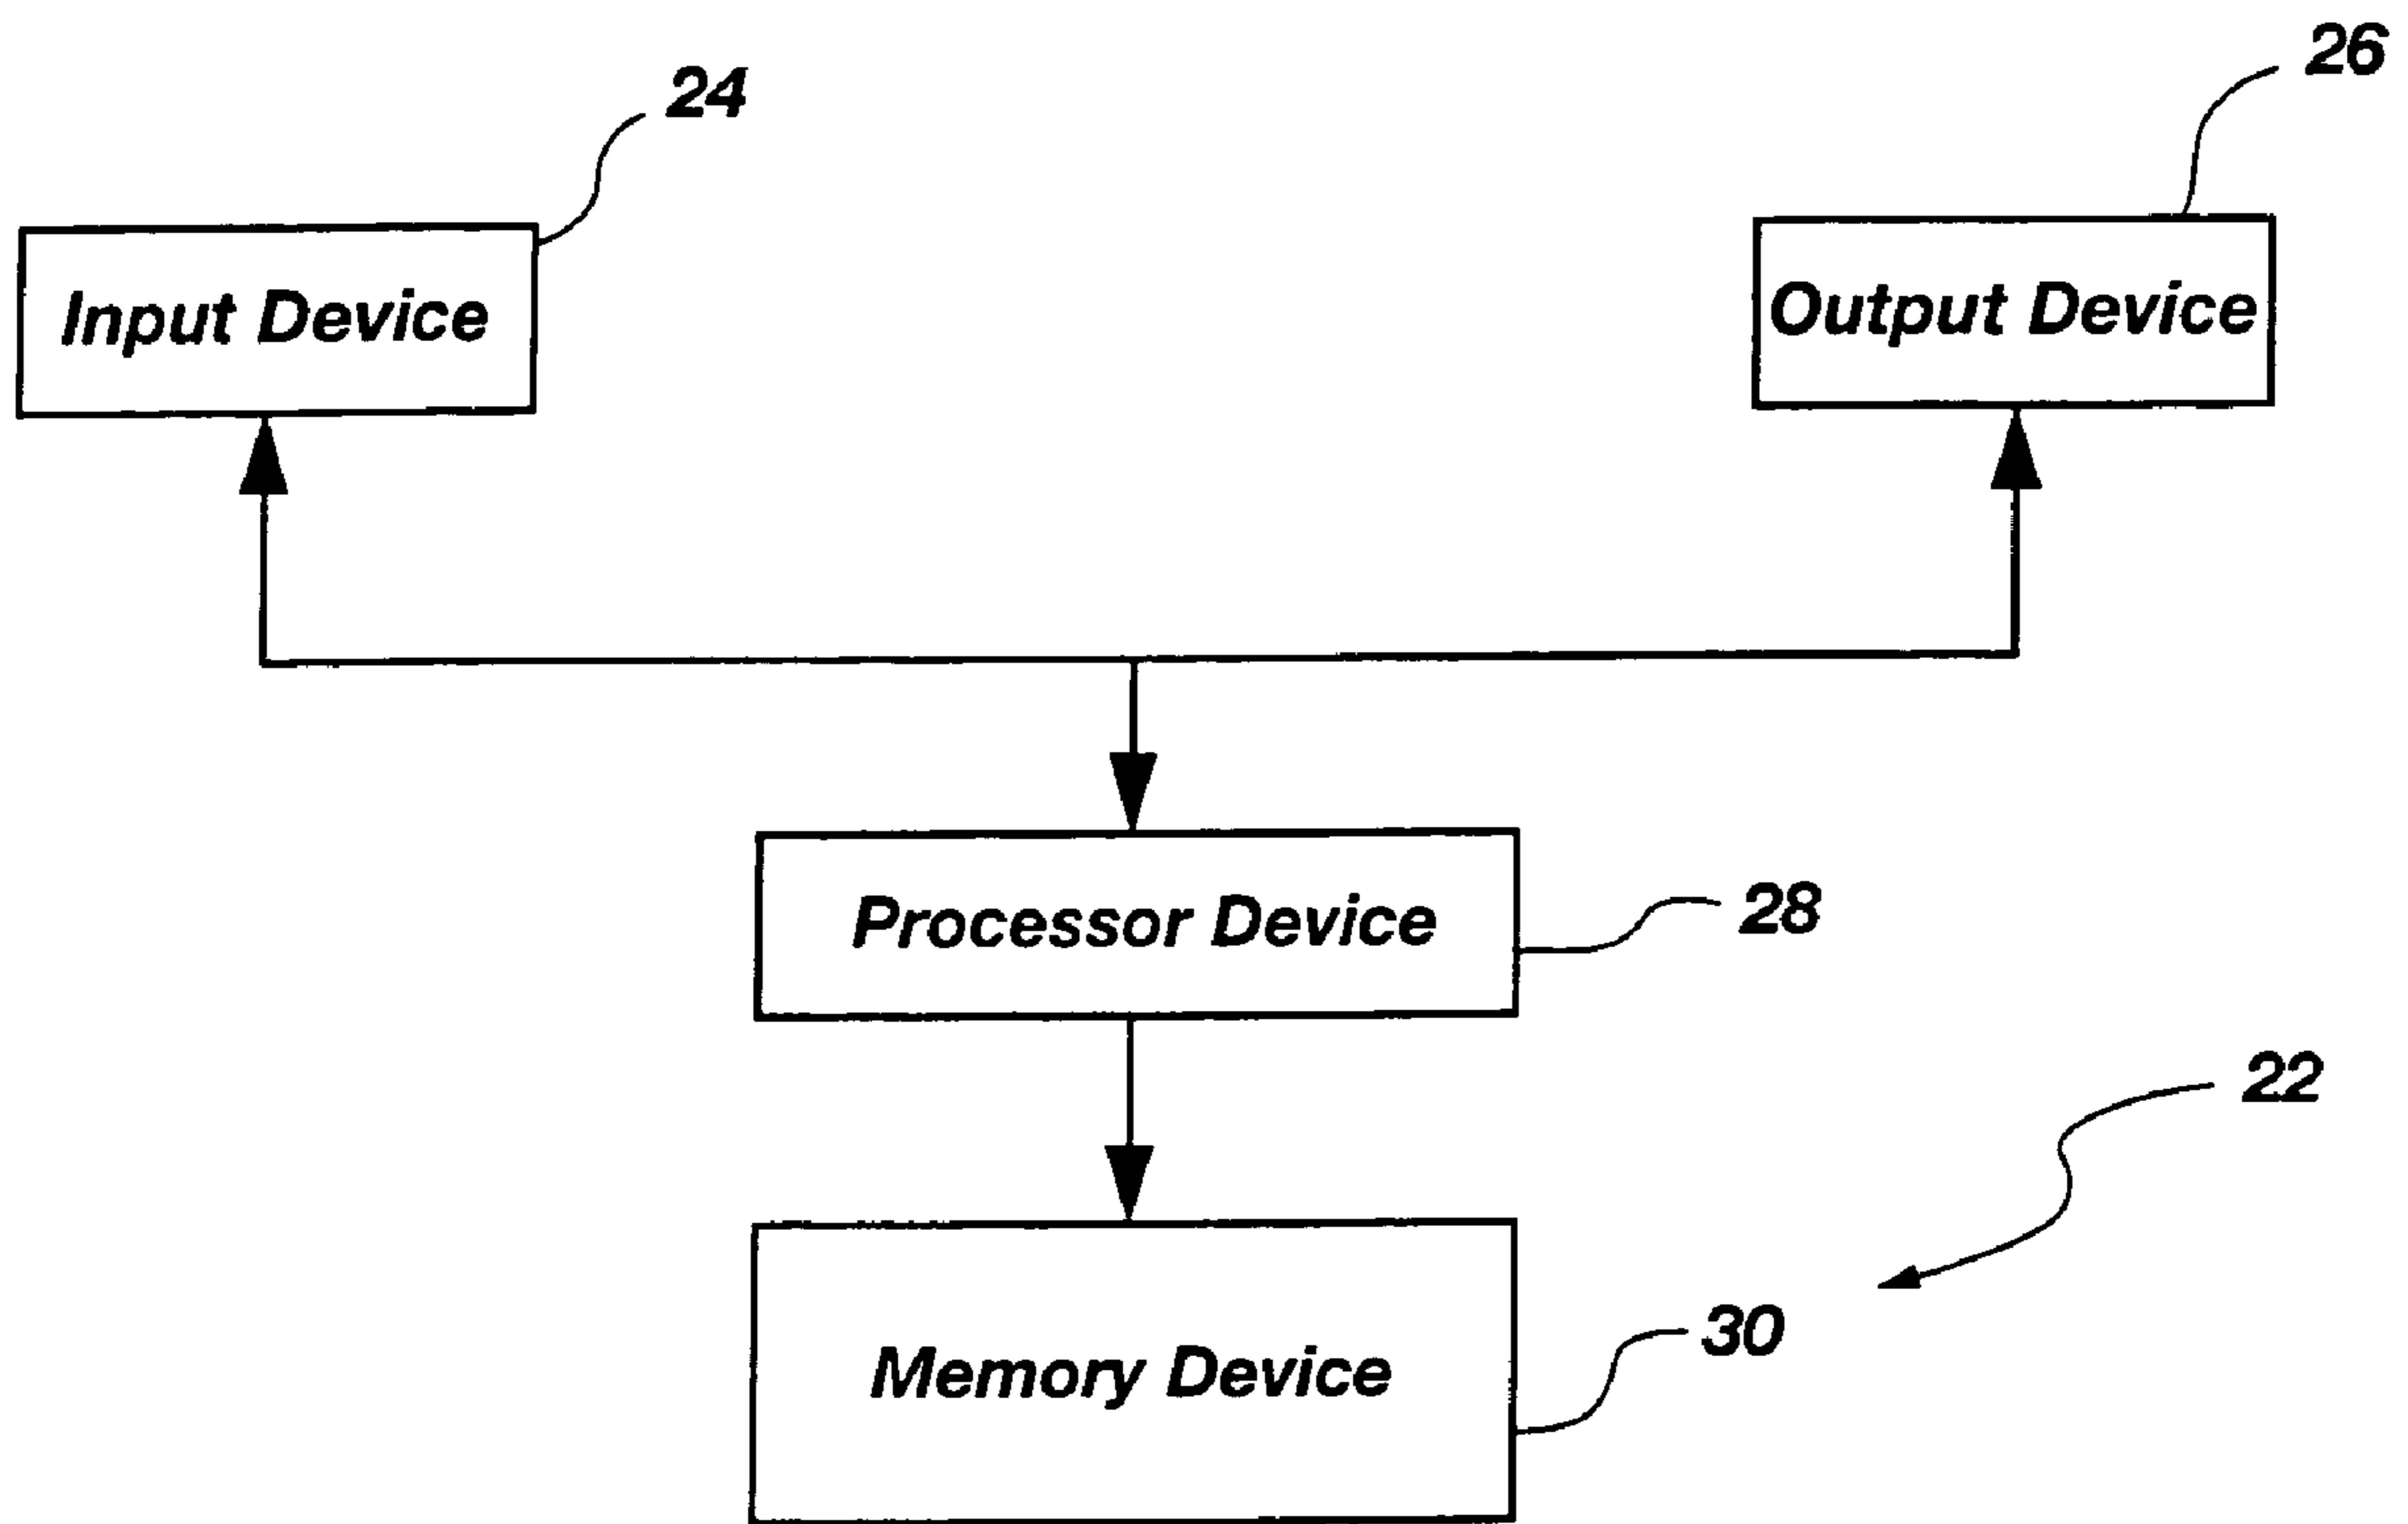 24
26
Input Device
Output Device
Processor Device
28
22
30
Memory Device